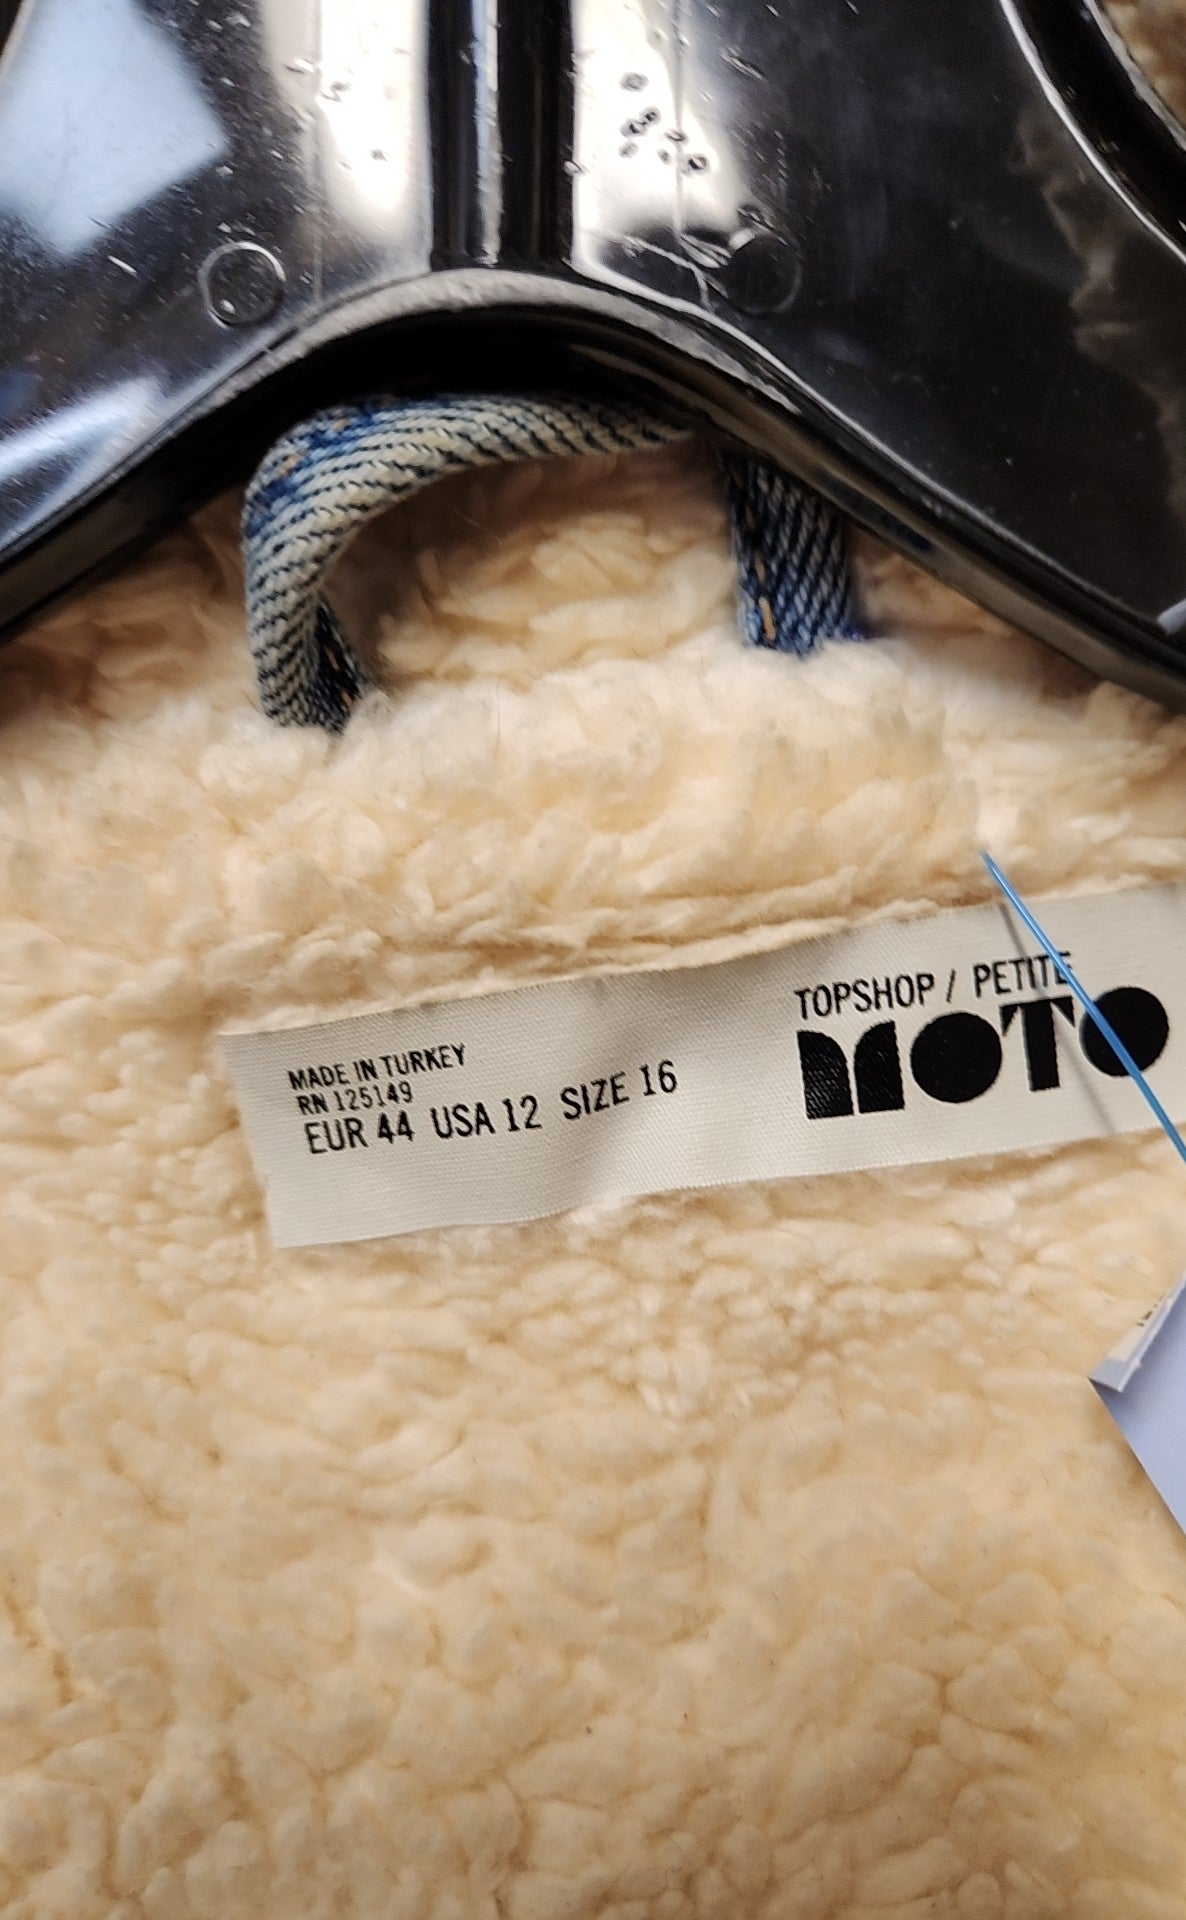 MADE IN TURKEY
RN 125149
EUR 44 USA 12 SIZE 16
TOPSHOP / PETITE
MOTO